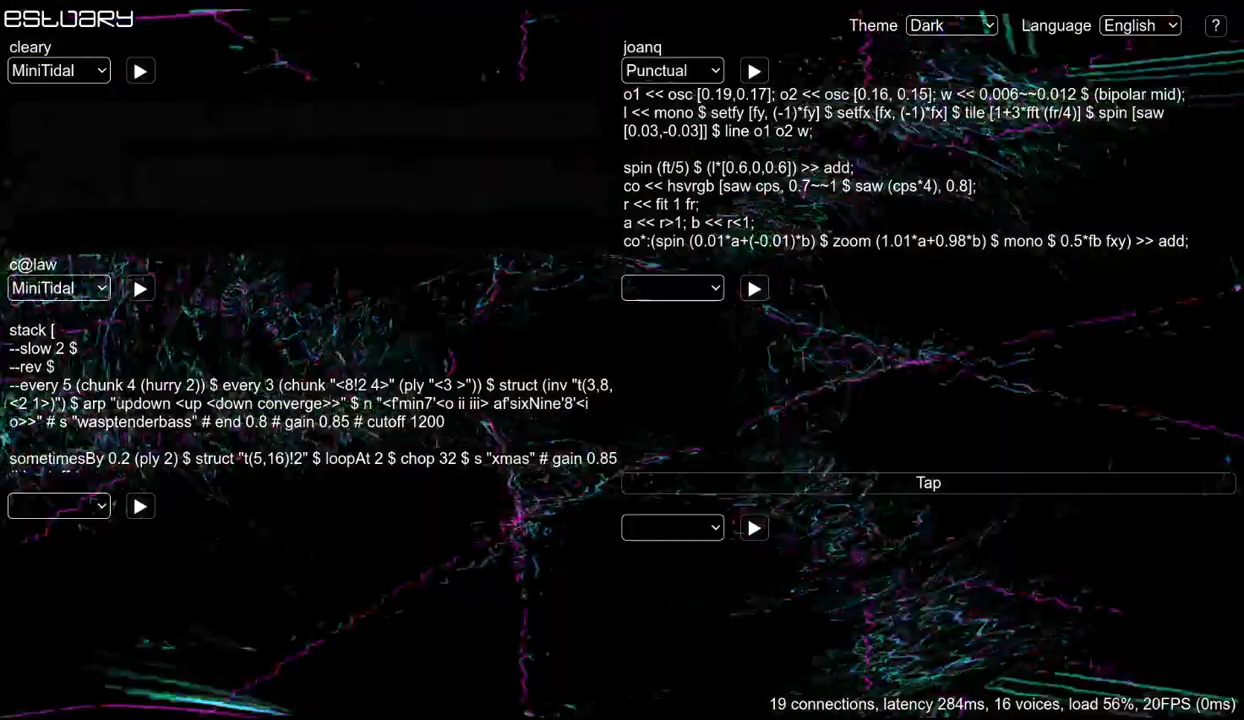 estuary
Theme Dark Language English ?
cleary
MiniTidal
joanq
Punctual
o1 << osc [0.19,0.17]; o2 << osc [0.16, 0.15]; w << 0.006~~0.012 $ (bipolar mid);
l << mono $ setfy [fy, (-1)*fy] $ setfx [fx, (-1)*fx] $ tile [1+3*fft (fr/4)] $ spin [saw
[0.03,-0.03]] $ line o1 o2 w;
spin (ft/5) $ (l*[0.6,0,0.6]) >> add;
co << hsvrgb [saw cps, 0.7~~1 $ saw (cps*4), 0.8];
r << fit 1 fr;
a << r>1; b << r<1;
co*:(spin (0.01*a+(-0.01)*b) $ zoom (1.01*a+0.98*b) $ mono $ 0.5*fb fxy) >> add;
c@law
MiniTidal
stack [
--slow 2 $
--rev $
--every 5 (chunk 4 (hurry 2)) $ every 3 (chunk "<8!2 4>" (ply "<3 >")) $ struct (inv "t(3,8,
<2 1>)") $ arp "updown <up <down converge>>" $ n "<f'min7'<o ii iii> af'sixNine'8'<i
o>>" # s "wasptenderbass" # end 0.8 # gain 0.85 # cutoff 1200
sometimesBy 0.2 (ply 2) $ struct "t(5,16)!2" $ loopAt 2 $ chop 32 $ s "xmas" # gain 0.85
Tap
19 connections, latency 284ms, 16 voices, load 56%, 20FPS (0ms)